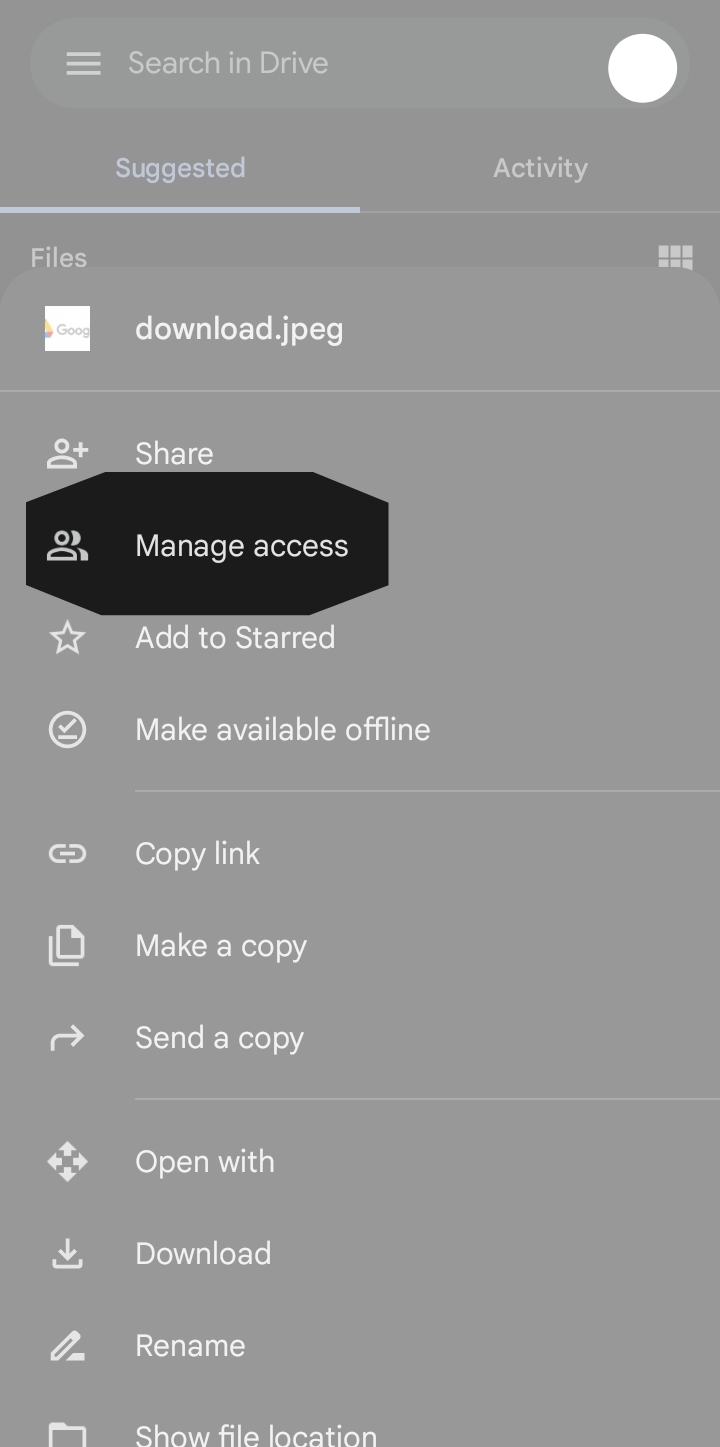 Search in Drive
Suggested
Activity
Files
Goog
download.jpeg
Share
Manage access
Add to Starred
Make available offline
Copy link
Make a copy
Send a copy
Open with
Download
Rename
Show file location